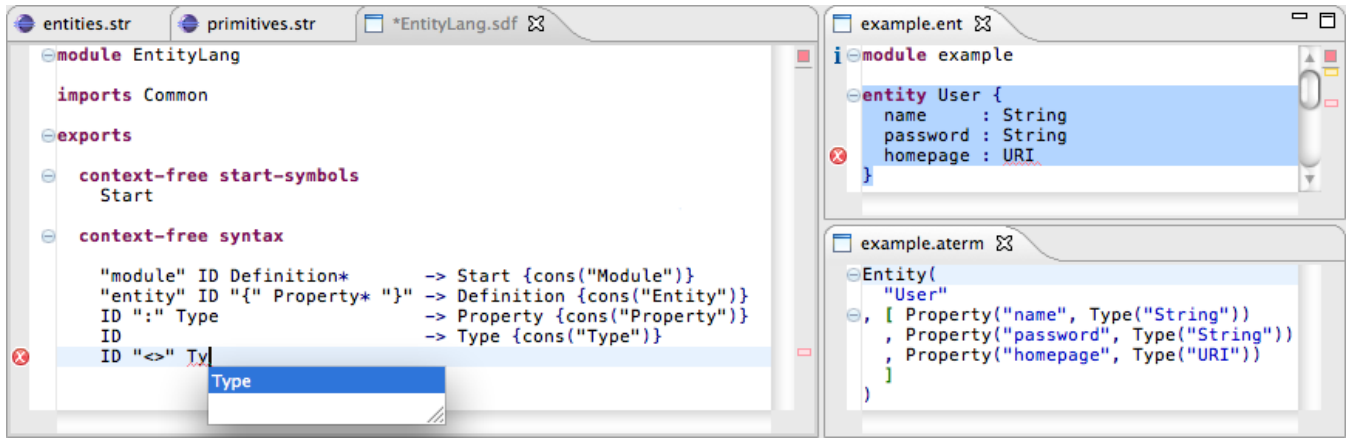 entities.str
primitives.str
*EntityLang.sdf
module EntityLang
imports Common
exports
context-free start-symbols
Start
context-free syntax
"module" ID Definition* -> Start {cons("Module")}
"entity" ID "{" Property* "}" -> Definition {cons("Entity")}
ID ":" Type -> Property {cons("Property")}
ID -> Type {cons("Type")}
ID "<>" Ty
Type
example.ent
module example
entity User {
name : String
password : String
homepage : URI
}
example.aterm
Entity(
"User"
, [ Property("name", Type("String"))
, Property("password", Type("String"))
, Property("homepage", Type("URI"))
]
)